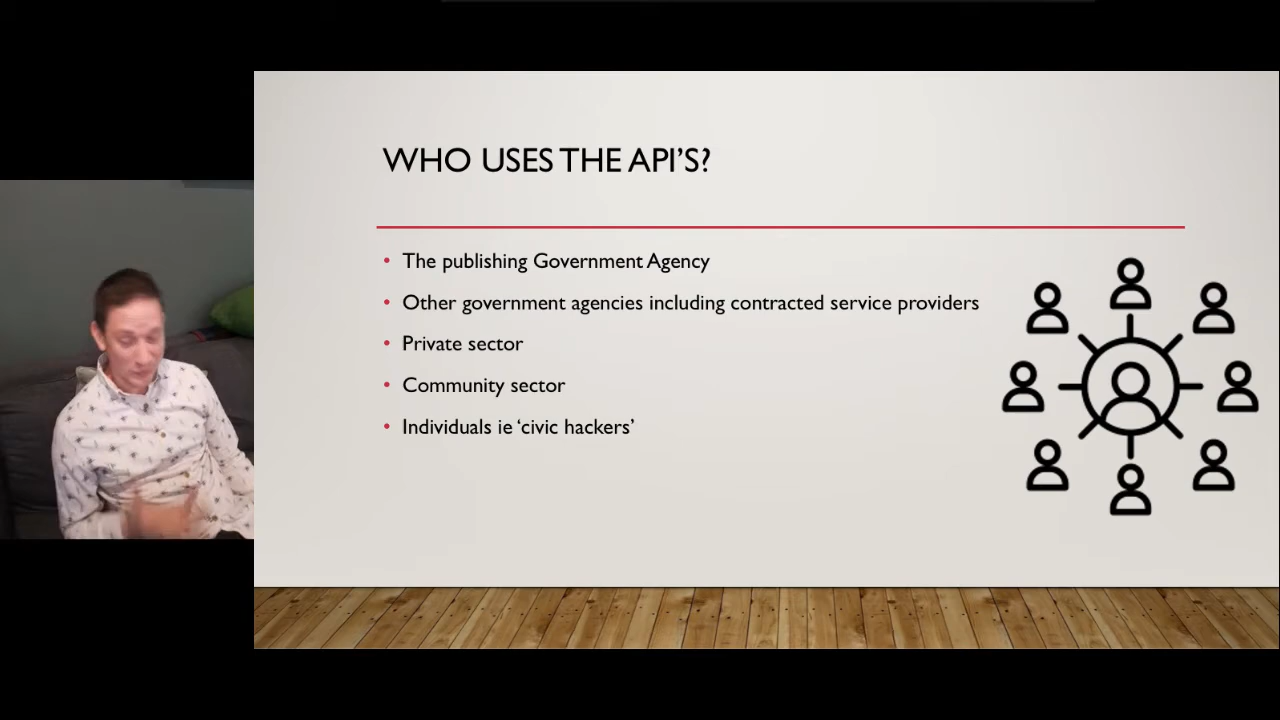 WHO USES THE API’S?
• The publishing Government Agency
• Other government agencies including contracted service providers
• Private sector
• Community sector
• Individuals ie ‘civic hackers’